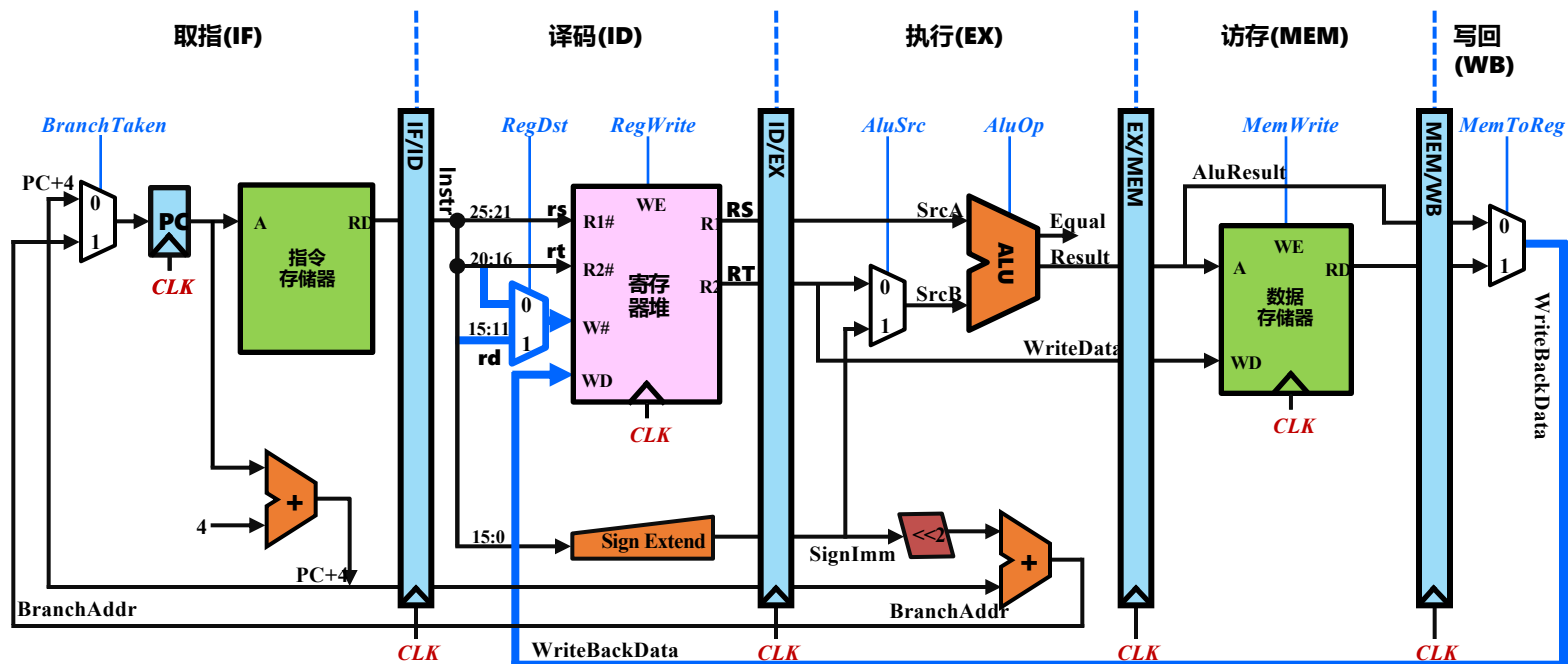 取指(IF)
译码(ID)
执行(EX)
访存(MEM)
写回
(WB)
BranchTaken
RegDst
RegWrite
AluSrc
AluOp
MemWrite
MemToReg
IF/ID
ID/EX
EX/MEM
MEM/WB
PC+4
0
1
PC
CLK
A
RD
指令
存储器
4
+
PC+4
BranchAddr
CLK
Instr
25:21
rs
20:16
rt
15:11
rd
0
1
R1#
R2#
W#
WD
WE
R1
R2
寄存
器堆
CLK
15:0
Sign Extend
WriteBackData
CLK
RS
RT
0
1
SrcA
SrcB
ALU
Equal
Result
WriteData
SignImm
<<2
+
BranchAddr
CLK
AluResult
A
WE
RD
WD
数据
存储器
CLK
CLK
0
1
WriteBackData